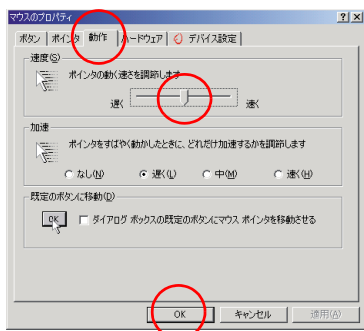 マウスのプロパティ
ボタン ポインタ 動作 ハードウェア デバイス設定
速度(S)
ポインタの動く速さを調節します
遅く 速く
加速
ポインタをすばやく動かしたときに、どれだけ加速するかを調節します
なし(N) 遅く(L) 中(M) 速く(H)
既定のボタンに移動(D)
OK
ダイアログ ボックスの既定のボタンにマウス ポインタを移動させる
OK キャンセル 適用(A)